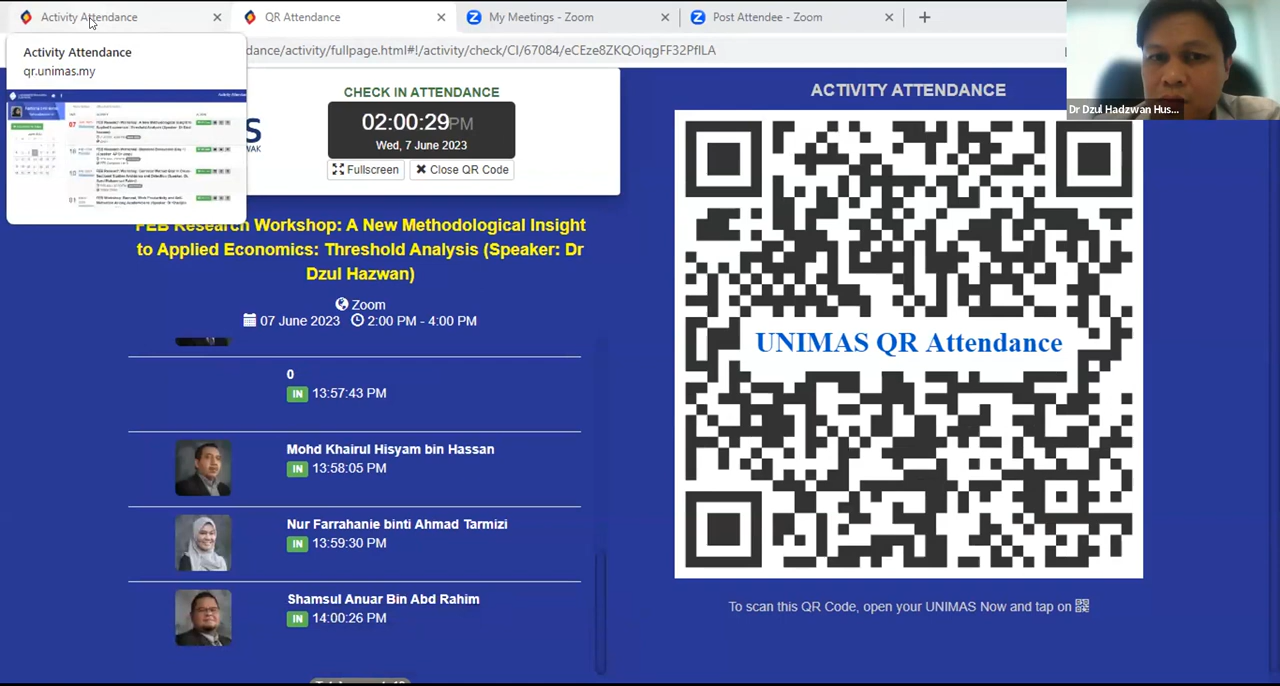 Activity Attendance
QR Attendance
My Meetings - Zoom
Post Attendee - Zoom
Activity Attendance
qr.unimas.my
dance/activity/fullpage.html#!/activity/check/CI/67084/eCEze8ZKQOiqgFF32PfILA
Dr Dzul Hadzwan Hus...
CHECK IN ATTENDANCE
02:00:29PM
Wed, 7 June 2023
Fullscreen
Close QR Code
FEB Research Workshop: A New Methodological Insight
to Applied Economics: Threshold Analysis (Speaker: Dr
Dzul Hazwan)
Zoom
07 June 2023 2:00 PM - 4:00 PM
0
IN 13:57:43 PM
Mohd Khairul Hisyam bin Hassan
IN 13:58:05 PM
Nur Farrahanie binti Ahmad Tarmizi
IN 13:59:30 PM
Shamsul Anuar Bin Abd Rahim
IN 14:00:26 PM
ACTIVITY ATTENDANCE
UNIMAS QR Attendance
To scan this QR Code, open your UNIMAS Now and tap on